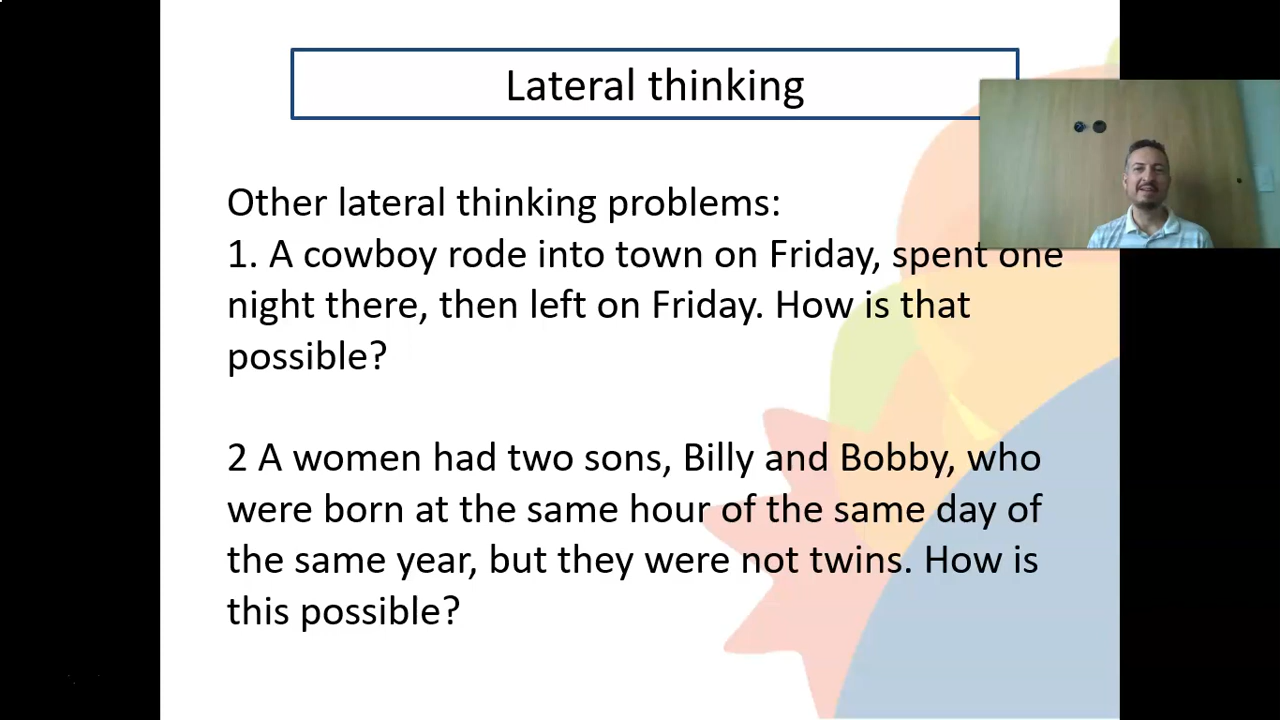 Lateral thinking
Other lateral thinking problems:
1. A cowboy rode into town on Friday, spent one
night there, then left on Friday. How is that
possible?
2 A women had two sons, Billy and Bobby, who
were born at the same hour of the same day of
the same year, but they were not twins. How is
this possible?